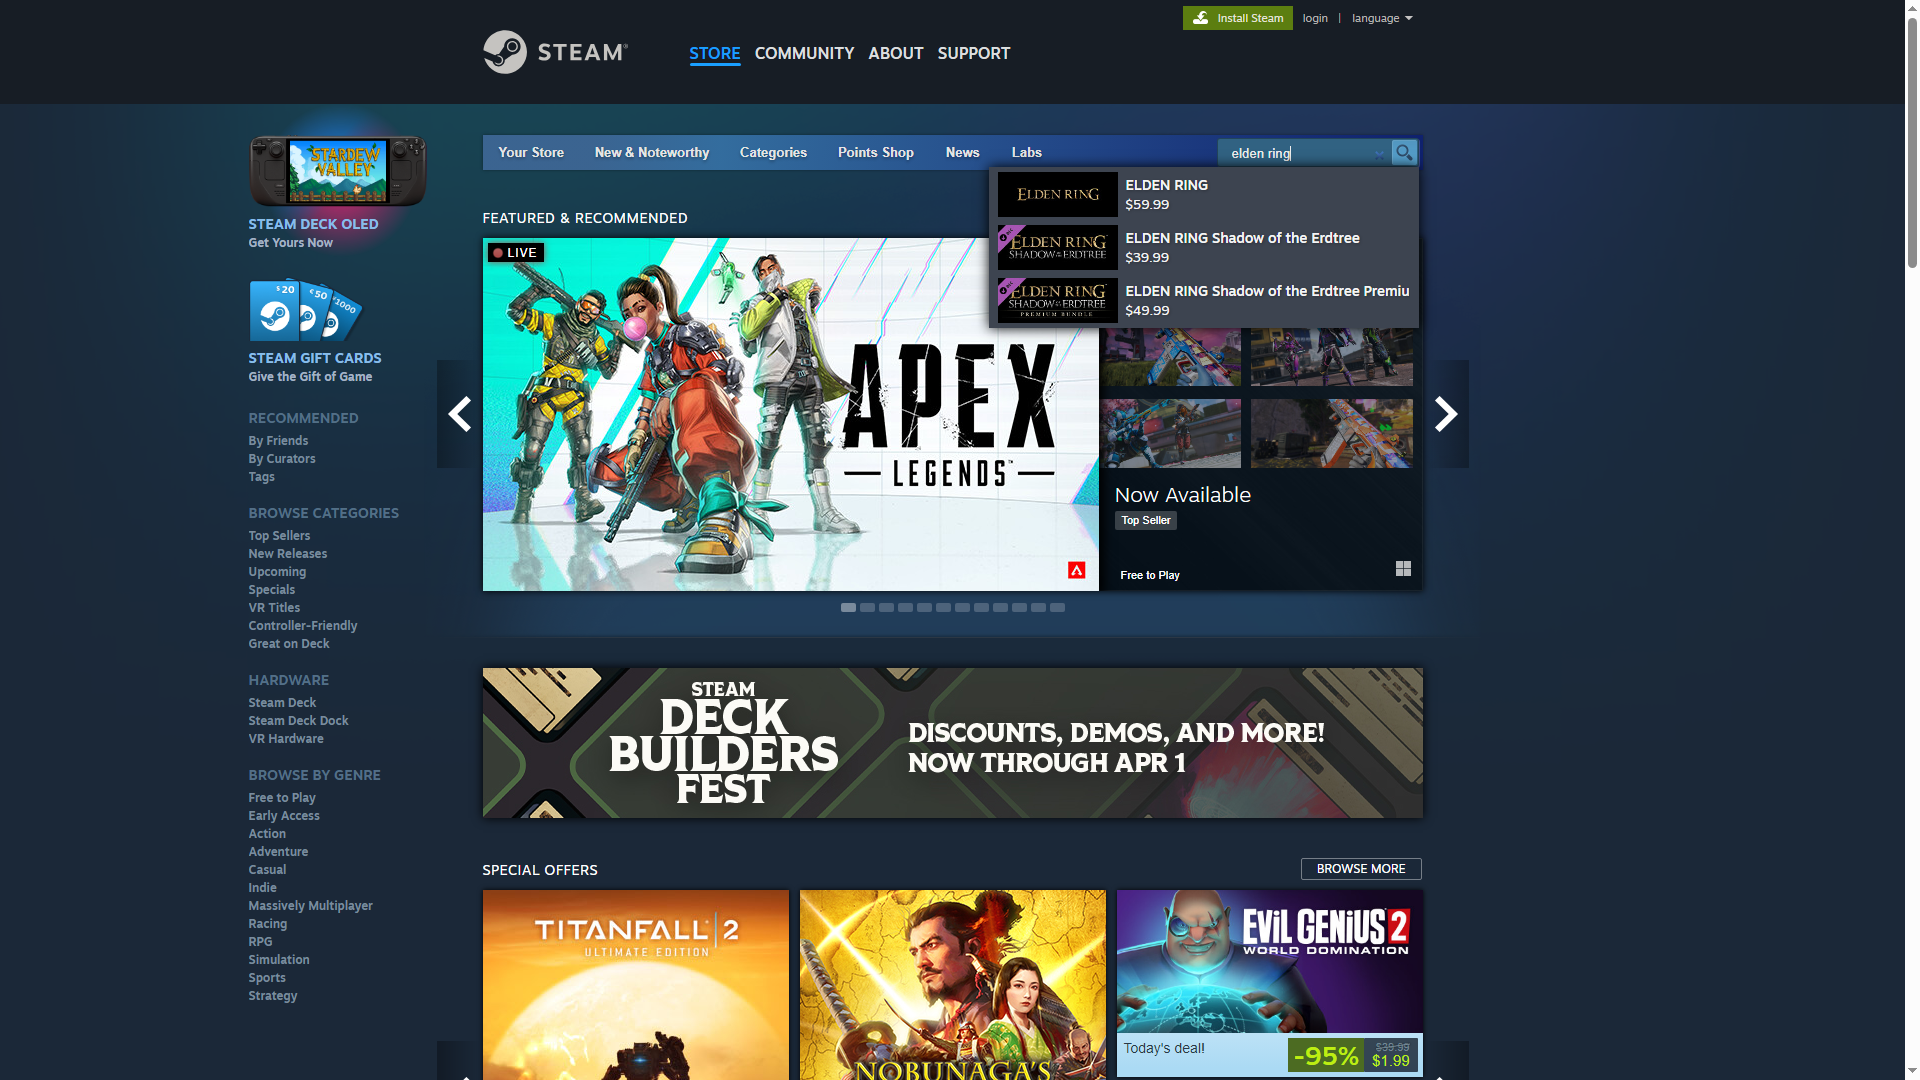 Install Steam
login | language
STEAM®
STORE COMMUNITY ABOUT SUPPORT
STARDEW VALLEY
STEAM DECK OLED
Get Yours Now
$20
€50
¥1000
STEAM GIFT CARDS
Give the Gift of Game
RECOMMENDED
By Friends
By Curators
Tags
BROWSE CATEGORIES
Top Sellers
New Releases
Upcoming
Specials
VR Titles
Controller-Friendly
Great on Deck
HARDWARE
Steam Deck
Steam Deck Dock
VR Hardware
BROWSE BY GENRE
Free to Play
Early Access
Action
Adventure
Casual
Indie
Massively Multiplayer
Racing
RPG
Simulation
Sports
Strategy
Your Store New & Noteworthy Categories Points Shop News Labs elden ring
ELDEN RING
ELDEN RING
$59.99
ELDEN RING
SHADOW OF THE ERDTREE
ELDEN RING Shadow of the Erdtree
$39.99
ELDEN RING
SHADOW OF THE ERDTREE
PREMIUM BUNDLE
ELDEN RING Shadow of the Erdtree Premiu
$49.99
FEATURED & RECOMMENDED
LIVE
APEX
LEGENDS™
Now Available
Top Seller
Free to Play
STEAM
DECK
BUILDERS
FEST
DISCOUNTS, DEMOS, AND MORE!
NOW THROUGH APR 1
SPECIAL OFFERS
BROWSE MORE
TITANFALL® 2
ULTIMATE EDITION
NOBUNAGA'S
EVIL GENIUS 2
WORLD DOMINATION
Today's deal!
-95%
$39.99
$1.99